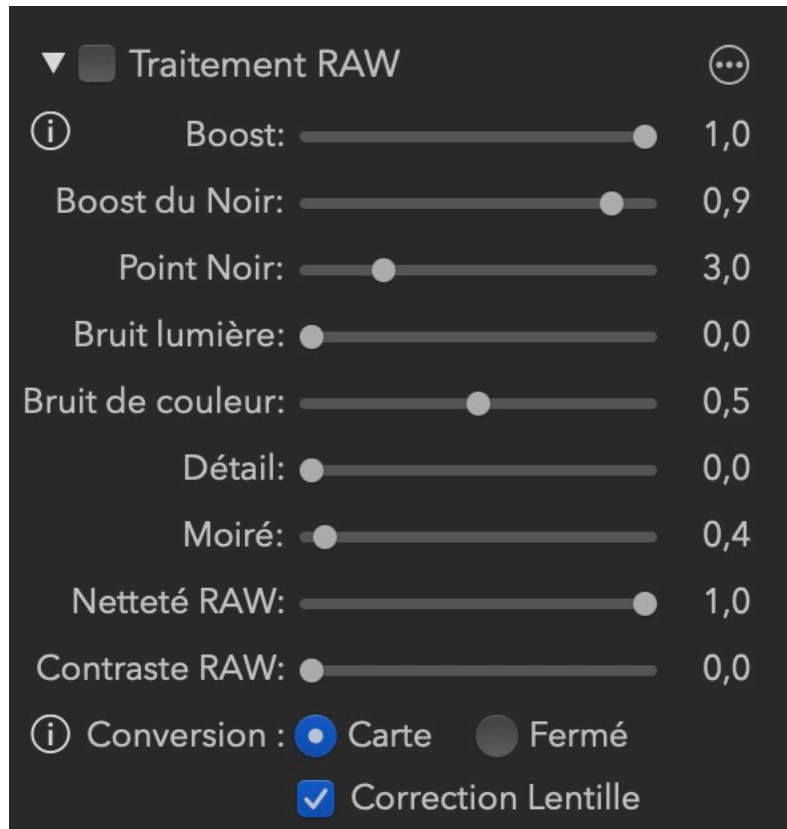 Traitement RAW
Boost: 1,0
Boost du Noir: 0,9
Point Noir: 3,0
Bruit lumière: 0,0
Bruit de couleur: 0,5
Détail: 0,0
Moiré: 0,4
Netteté RAW: 1,0
Contraste RAW: 0,0
Conversion : Carte Fermé
Correction Lentille